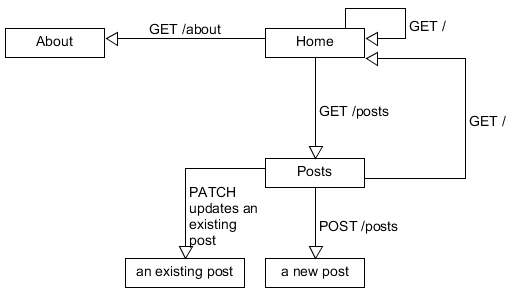 GET /about
GET /
About
Home
GET /posts
GET /
Posts
PATCH
updates an
existing
post
POST /posts
an existing post
a new post